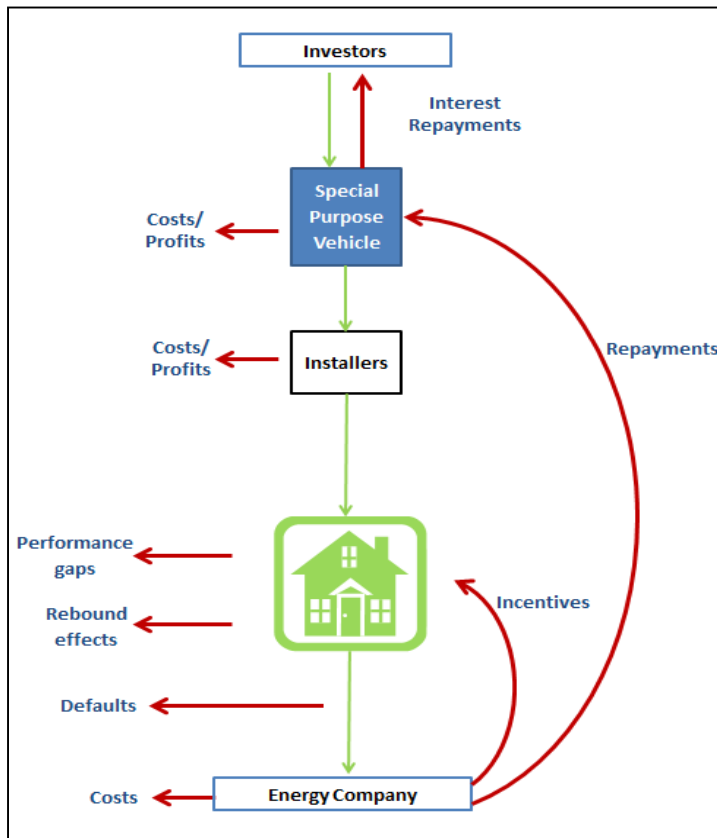 Investors
Interest
Repayments
Special
Purpose
Vehicle
Costs/
Profits
Repayments
Costs/
Profits
Installers
Performance
gaps
Incentives
Rebound
effects
Defaults
Costs
Energy Company